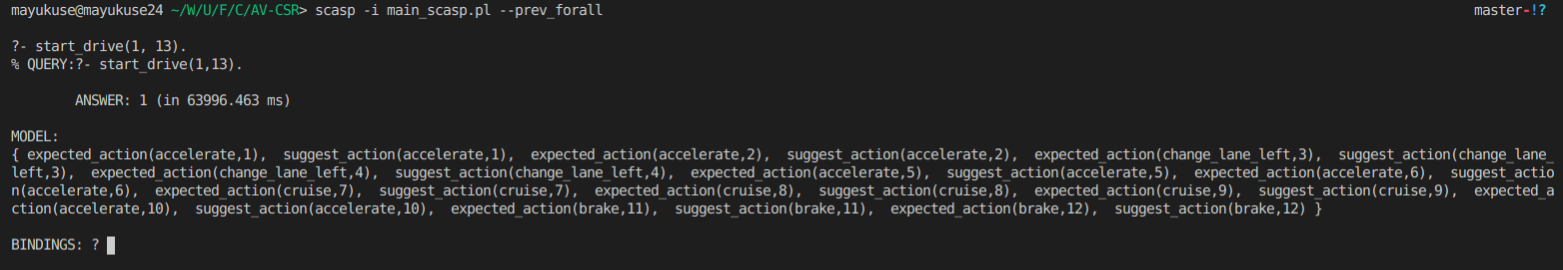 mayukuse@mayukuse24 ~/W/U/F/C/AV-CSR> scasp -i main_scasp.pl --prev_forall master-!?
?- start_drive(1, 13).
% QUERY:?- start_drive(1,13).
ANSWER: 1 (in 63996.463 ms)
MODEL:
{ expected_action(accelerate,1), suggest_action(accelerate,1), expected_action(accelerate,2), suggest_action(accelerate,2), expected_action(change_lane_left,3), suggest_action(change_lane_
left,3), expected_action(change_lane_left,4), suggest_action(change_lane_left,4), expected_action(accelerate,5), suggest_action(accelerate,5), expected_action(accelerate,6), suggest_actio
n(accelerate,6), expected_action(cruise,7), suggest_action(cruise,7), expected_action(cruise,8), suggest_action(cruise,8), expected_action(cruise,9), suggest_action(cruise,9), expected_a
ction(accelerate,10), suggest_action(accelerate,10), expected_action(brake,11), suggest_action(brake,11), expected_action(brake,12), suggest_action(brake,12) }
BINDINGS: ?